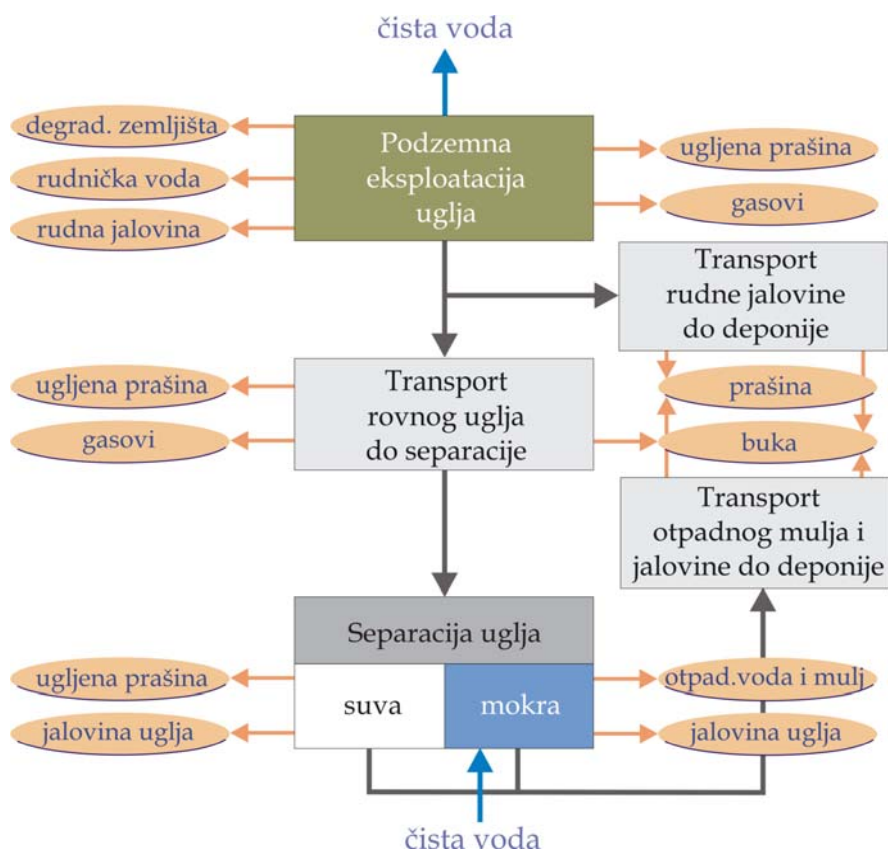 čista voda
degrad. zemljišta
rudnička voda
rudna jalovina
Podzemna
eksploatacija
uglja
ugljena prašina
gasovi
Transport
rudne jalovine
do deponije
ugljena prašina
gasovi
Transport
rovnog uglja
do separacije
prašina
buka
Transport
otpadnog mulja i
jalovine do deponije
Separacija uglja
ugljena prašina
jalovina uglja
suva
mokra
otpad.voda i mulj
jalovina uglja
čista voda